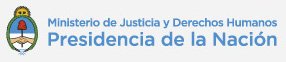 Ministerio de Justicia y Derechos Humanos
Presidencia de la Nación